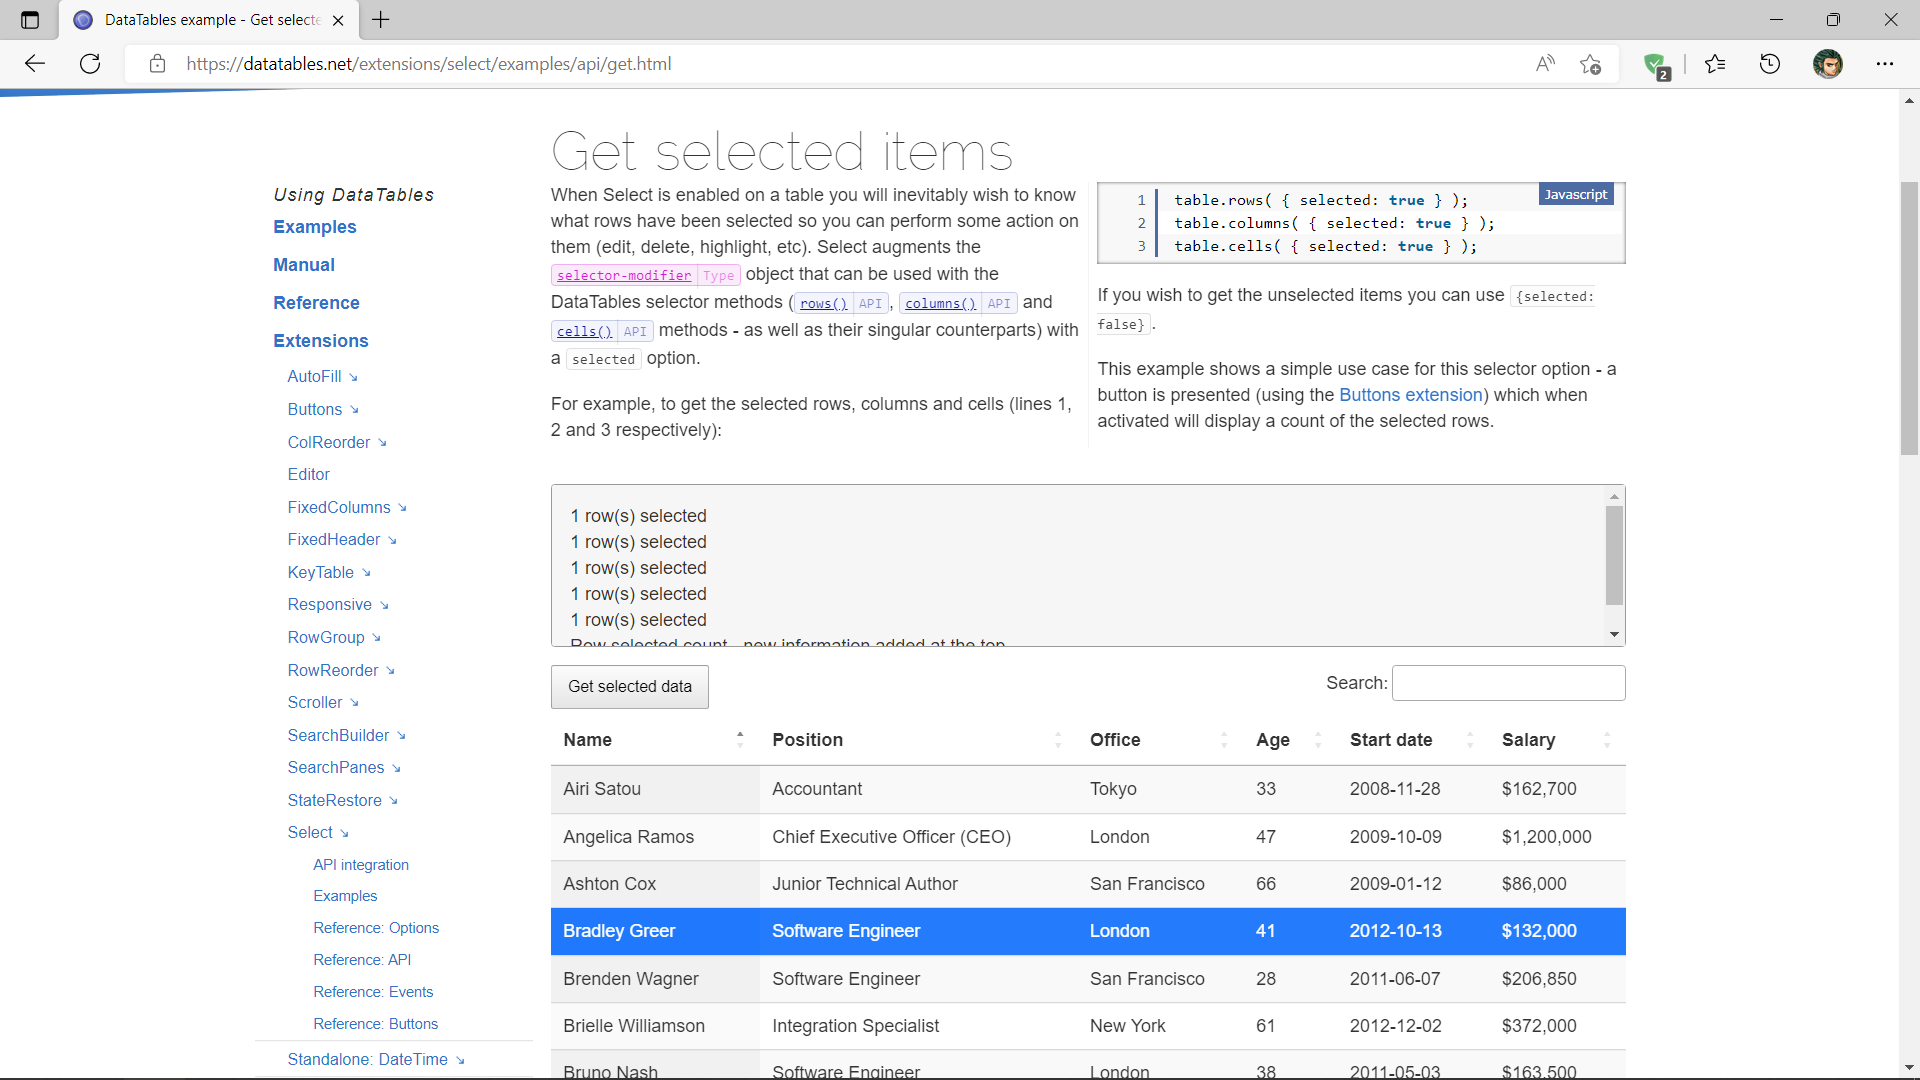 DataTables example - Get selecte
https://datatables.net/extensions/select/examples/api/get.html
2
Get selected items
Using DataTables
Examples
Manual
Reference
Extensions
AutoFill
Buttons
ColReorder
Editor
FixedColumns
FixedHeader
KeyTable
Responsive
RowGroup
RowReorder
Scroller
SearchBuilder
SearchPanes
StateRestore
Select
API integration
Examples
Reference: Options
Reference: API
Reference: Events
Reference: Buttons
Standalone: DateTime
When Select is enabled on a table you will inevitably wish to know
what rows have been selected so you can perform some action on
them (edit, delete, highlight, etc). Select augments the
selector-modifier Type object that can be used with the
DataTables selector methods ( rows() API , columns() API and
cells() API methods - as well as their singular counterparts) with
a selected option.
For example, to get the selected rows, columns and cells (lines 1,
2 and 3 respectively):
Javascript
1 table.rows( { selected: true } );
2 table.columns( { selected: true } );
3 table.cells( { selected: true } );
If you wish to get the unselected items you can use {selected:
false} .
This example shows a simple use case for this selector option - a
button is presented (using the Buttons extension) which when
activated will display a count of the selected rows.
1 row(s) selected
1 row(s) selected
1 row(s) selected
1 row(s) selected
1 row(s) selected
Row selected count - new information added at the top
Get selected data
Search:
Name Position Office Age Start date Salary
Airi Satou Accountant Tokyo 33 2008-11-28 $162,700
Angelica Ramos Chief Executive Officer (CEO) London 47 2009-10-09 $1,200,000
Ashton Cox Junior Technical Author San Francisco 66 2009-01-12 $86,000
Bradley Greer Software Engineer London 41 2012-10-13 $132,000
Brenden Wagner Software Engineer San Francisco 28 2011-06-07 $206,850
Brielle Williamson Integration Specialist New York 61 2012-12-02 $372,000
Bruno Nash Software Engineer London 38 2011-05-03 $163,500